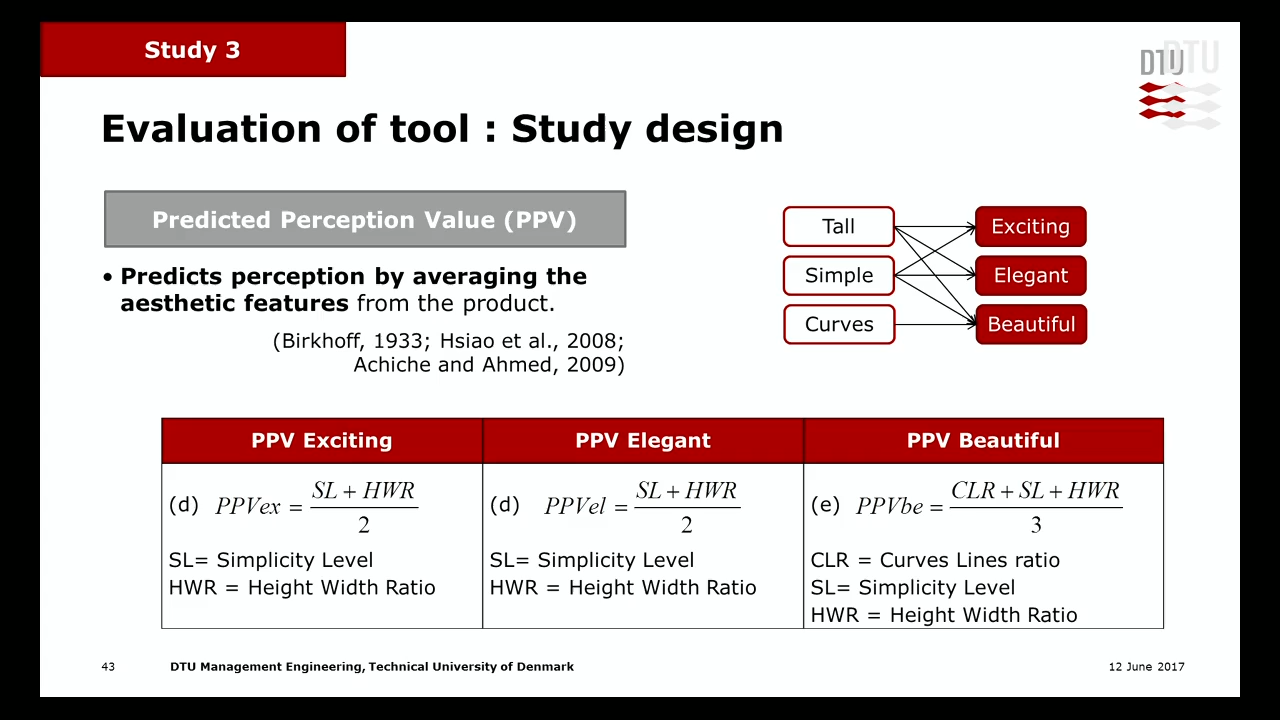 Study 3
DTU
DTU
Evaluation of tool : Study design
Predicted Perception Value (PPV)
• Predicts perception by averaging the
aesthetic features from the product.
(Birkhoff, 1933; Hsiao et al., 2008;
Achiche and Ahmed, 2009)
Tall
Exciting
Simple
Elegant
Curves
Beautiful
PPV Exciting
PPV Elegant
PPV Beautiful
(d) PPVex = (SL + HWR) / 2
SL= Simplicity Level
HWR = Height Width Ratio
(d) PPVel = (SL + HWR) / 2
SL= Simplicity Level
HWR = Height Width Ratio
(e) PPVbe = (CLR + SL + HWR) / 3
CLR = Curves Lines ratio
SL= Simplicity Level
HWR = Height Width Ratio
43
DTU Management Engineering, Technical University of Denmark
12 June 2017